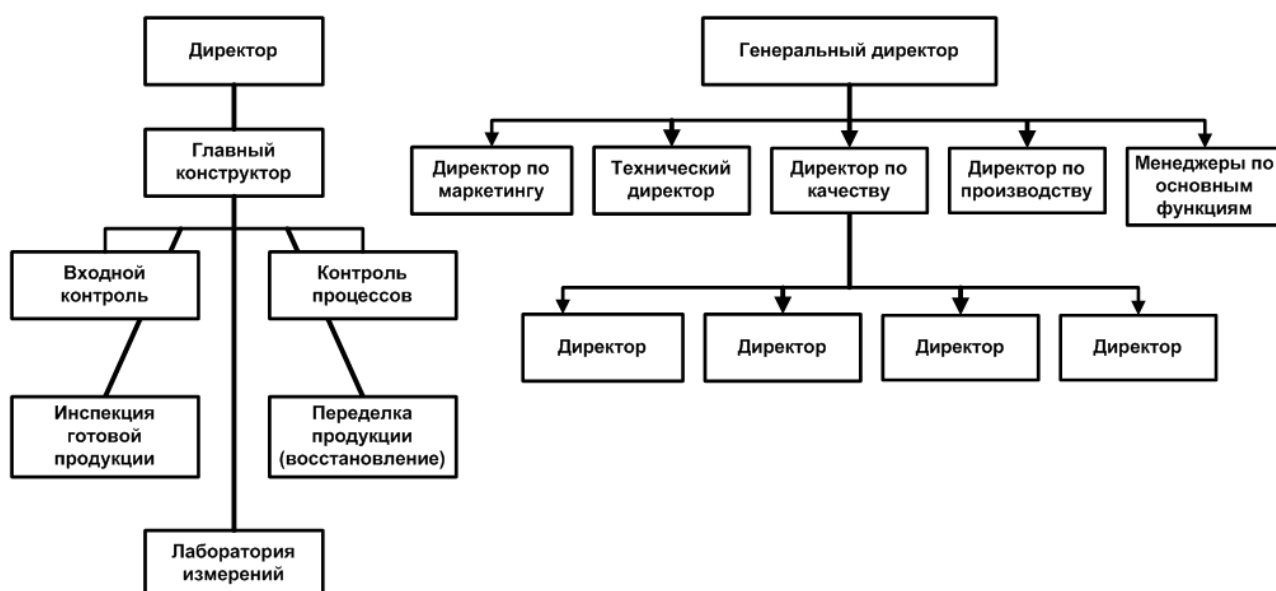 Директор
Главный
конструктор
Входной
контроль
Контроль
процессов
Инспекция
готовой
продукции
Переделка
продукции
(восстановление)
Лаборатория
измерений
Генеральный директор
Директор по
маркетингу
Технический
директор
Директор по
качеству
Директор по
производству
Менеджеры по
основным
функциям
Директор
Директор
Директор
Директор